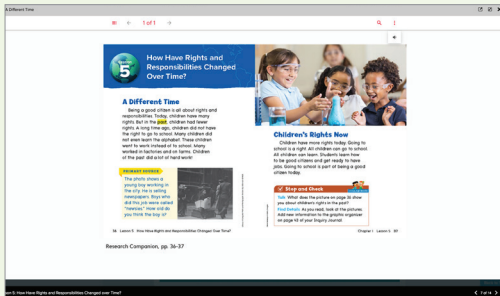 A Different Time
1 of 1
LESSON
5
How Have Rights and
Responsibilities Changed
Over Time?
A Different Time
Being a good citizen is all about rights and
responsibilities. Today, children have many
rights. But in the past, children had fewer
rights. A long time ago, children did not have
the right to go to school. Many children did
not even learn the alphabet. These children
went to work instead of to school. Many
worked in factories and on farms. Children
of the past did a lot of hard work!
PRIMARY SOURCE
The photo shows a
young boy working in
the city. He is selling
newspapers. Boys who
did this job were called
"newsies." How old do
you think the boy is?
36 Lesson 5 How Have Rights and Responsibilities Changed Over Time?
Children's Rights Now
Children have more rights today. Going to
school is a right. All children can go to school.
All children can learn. Students learn how
to be good citizens and get ready to have
jobs. Going to school is part of being a good
citizen today.
Stop and Check
Talk What does the picture on page 36 show
you about children's rights in the past?
Find Details As you read, look at the pictures.
Add new information to the graphic organizer
on page 43 of your Inquiry Journal.
Chapter 1 Lesson 5 37
Research Companion, pp. 36-37
5: How Have Rights and Responsibilities Changed Over Time?